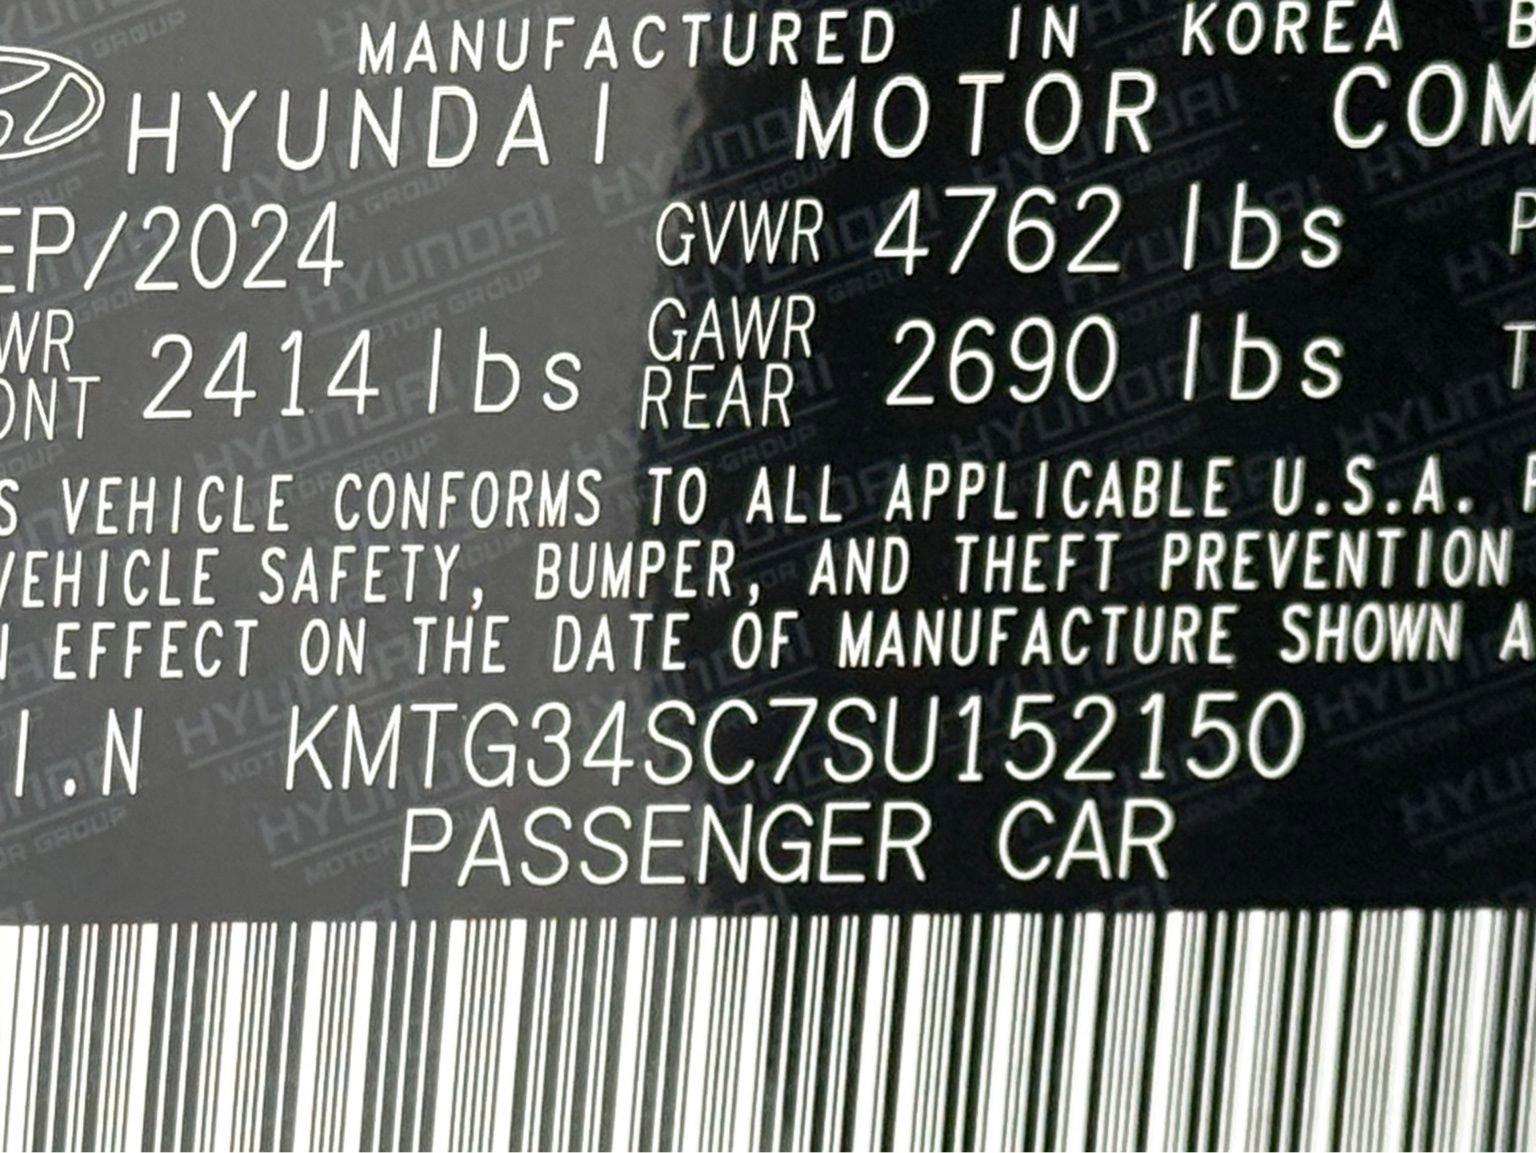 MANUFACTURED IN KOREA B
HYUNDAI MOTOR COM
EP/2024 GVWR 4762 lbs P
WR
ONT 2414 lbs GAWR
REAR 2690 lbs T
S VEHICLE CONFORMS TO ALL APPLICABLE U.S.A. F
VEHICLE SAFETY, BUMPER, AND THEFT PREVENTION
N EFFECT ON THE DATE OF MANUFACTURE SHOWN A
I.N KMTG34SC7SU152150
PASSENGER CAR